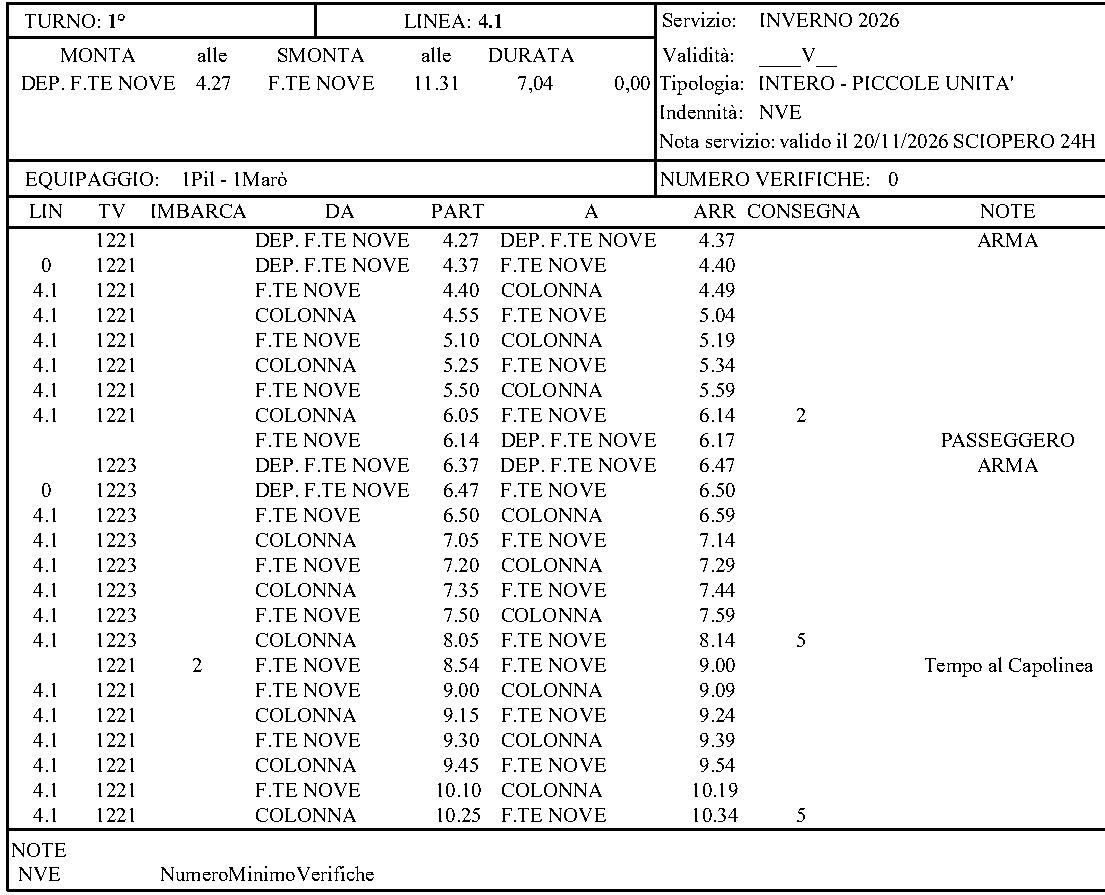 TURNO: 1° LINEA: 4.1 Servizio: INVERNO 2026
MONTA alle SMONTA alle DURATA Validità: ____V__
DEP. F.TE NOVE 4.27 F.TE NOVE 11.31 7,04 0,00 Tipologia: INTERO - PICCOLE UNITA'
Indennità: NVE
Nota servizio: valido il 20/11/2026 SCIOPERO 24H
EQUIPAGGIO: 1Pil - 1Marò NUMERO VERIFICHE: 0
LIN TV IMBARCA DA PART A ARR CONSEGNA NOTE
1221 DEP. F.TE NOVE 4.27 DEP. F.TE NOVE 4.37 ARMA
0 1221 DEP. F.TE NOVE 4.37 F.TE NOVE 4.40
4.1 1221 F.TE NOVE 4.40 COLONNA 4.49
4.1 1221 COLONNA 4.55 F.TE NOVE 5.04
4.1 1221 F.TE NOVE 5.10 COLONNA 5.19
4.1 1221 COLONNA 5.25 F.TE NOVE 5.34
4.1 1221 F.TE NOVE 5.50 COLONNA 5.59
4.1 1221 COLONNA 6.05 F.TE NOVE 6.14 2
F.TE NOVE 6.14 DEP. F.TE NOVE 6.17 PASSEGGERO
1223 DEP. F.TE NOVE 6.37 DEP. F.TE NOVE 6.47 ARMA
0 1223 DEP. F.TE NOVE 6.47 F.TE NOVE 6.50
4.1 1223 F.TE NOVE 6.50 COLONNA 6.59
4.1 1223 COLONNA 7.05 F.TE NOVE 7.14
4.1 1223 F.TE NOVE 7.20 COLONNA 7.29
4.1 1223 COLONNA 7.35 F.TE NOVE 7.44
4.1 1223 F.TE NOVE 7.50 COLONNA 7.59
4.1 1223 COLONNA 8.05 F.TE NOVE 8.14 5
1221 2 F.TE NOVE 8.54 F.TE NOVE 9.00 Tempo al Capolinea
4.1 1221 F.TE NOVE 9.00 COLONNA 9.09
4.1 1221 COLONNA 9.15 F.TE NOVE 9.24
4.1 1221 F.TE NOVE 9.30 COLONNA 9.39
4.1 1221 COLONNA 9.45 F.TE NOVE 9.54
4.1 1221 F.TE NOVE 10.10 COLONNA 10.19
4.1 1221 COLONNA 10.25 F.TE NOVE 10.34 5
NOTE
NVE NumeroMinimoVerifiche